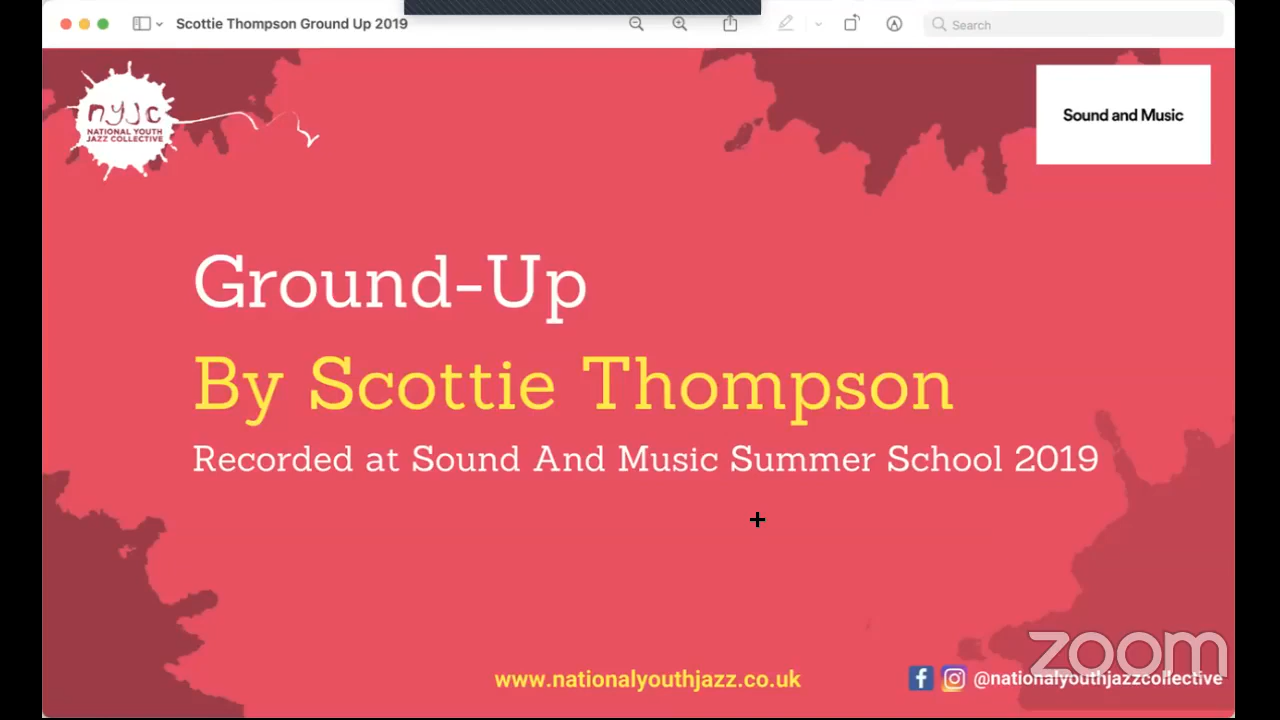 Scottie Thompson Ground Up 2019
Search
nyjc
NATIONAL YOUTH
JAZZ COLLECTIVE
Sound and Music
Ground-Up
By Scottie Thompson
Recorded at Sound And Music Summer School 2019
www.nationalyouthjazz.co.uk
@nationalyouthjazzcollective
zoom